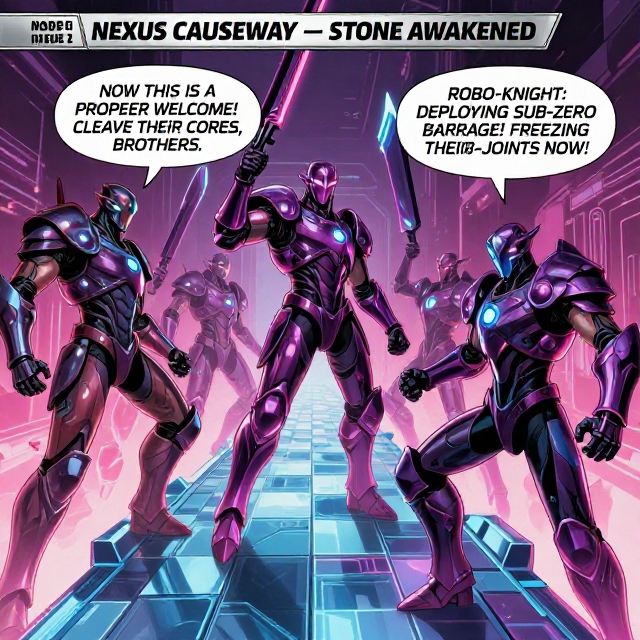 NEXUS CAUSEWAY — STONE AWAKENED
NOW THIS IS A
PROPEER WELCOME!
CLEAVE THEIR CORES,
BROTHERS.
ROBO-KNIGHT:
DEPLOYING SUB-ZERO
BARRAGE! FREEZING
-JOINTS NOW!